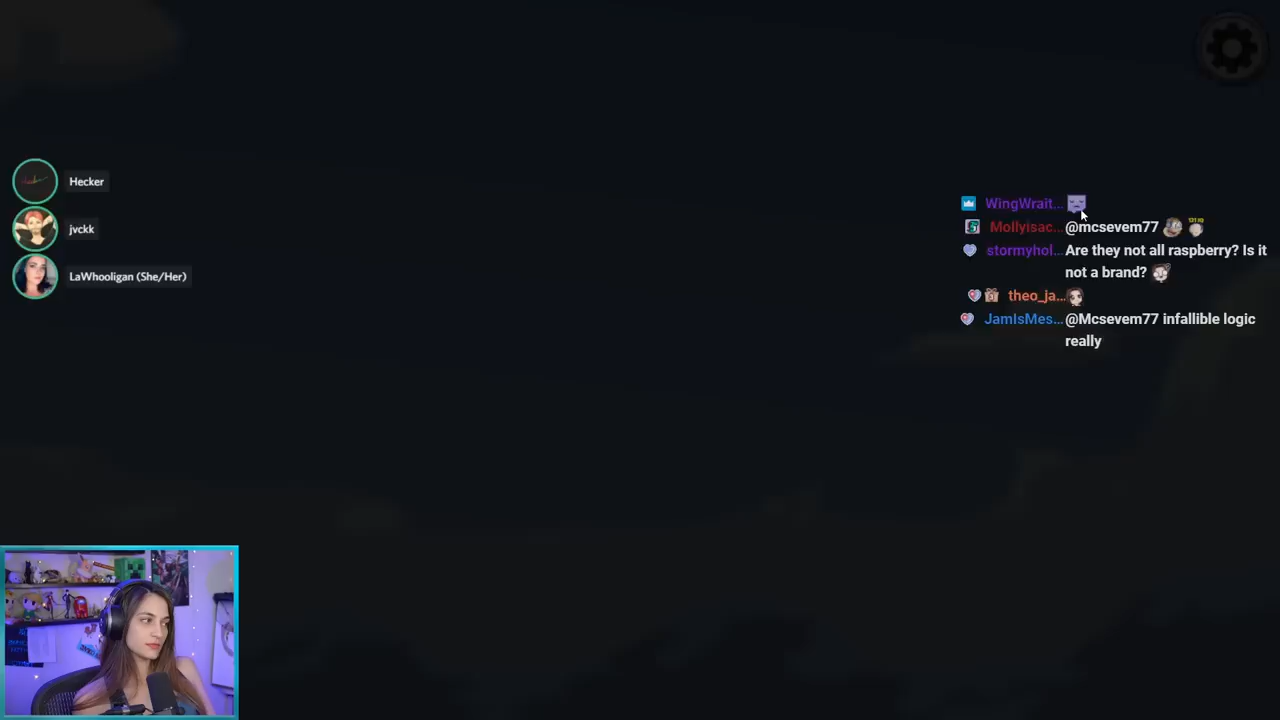 Hecker
jvckk
LaWhooligan (She/Her)
WingWrait...
Mollyisac... @mcsevem77
stormyhol... Are they not all raspberry? Is it
not a brand?
theo_ja...
JamIsMes... @Mcsevem77 infallible logic
really